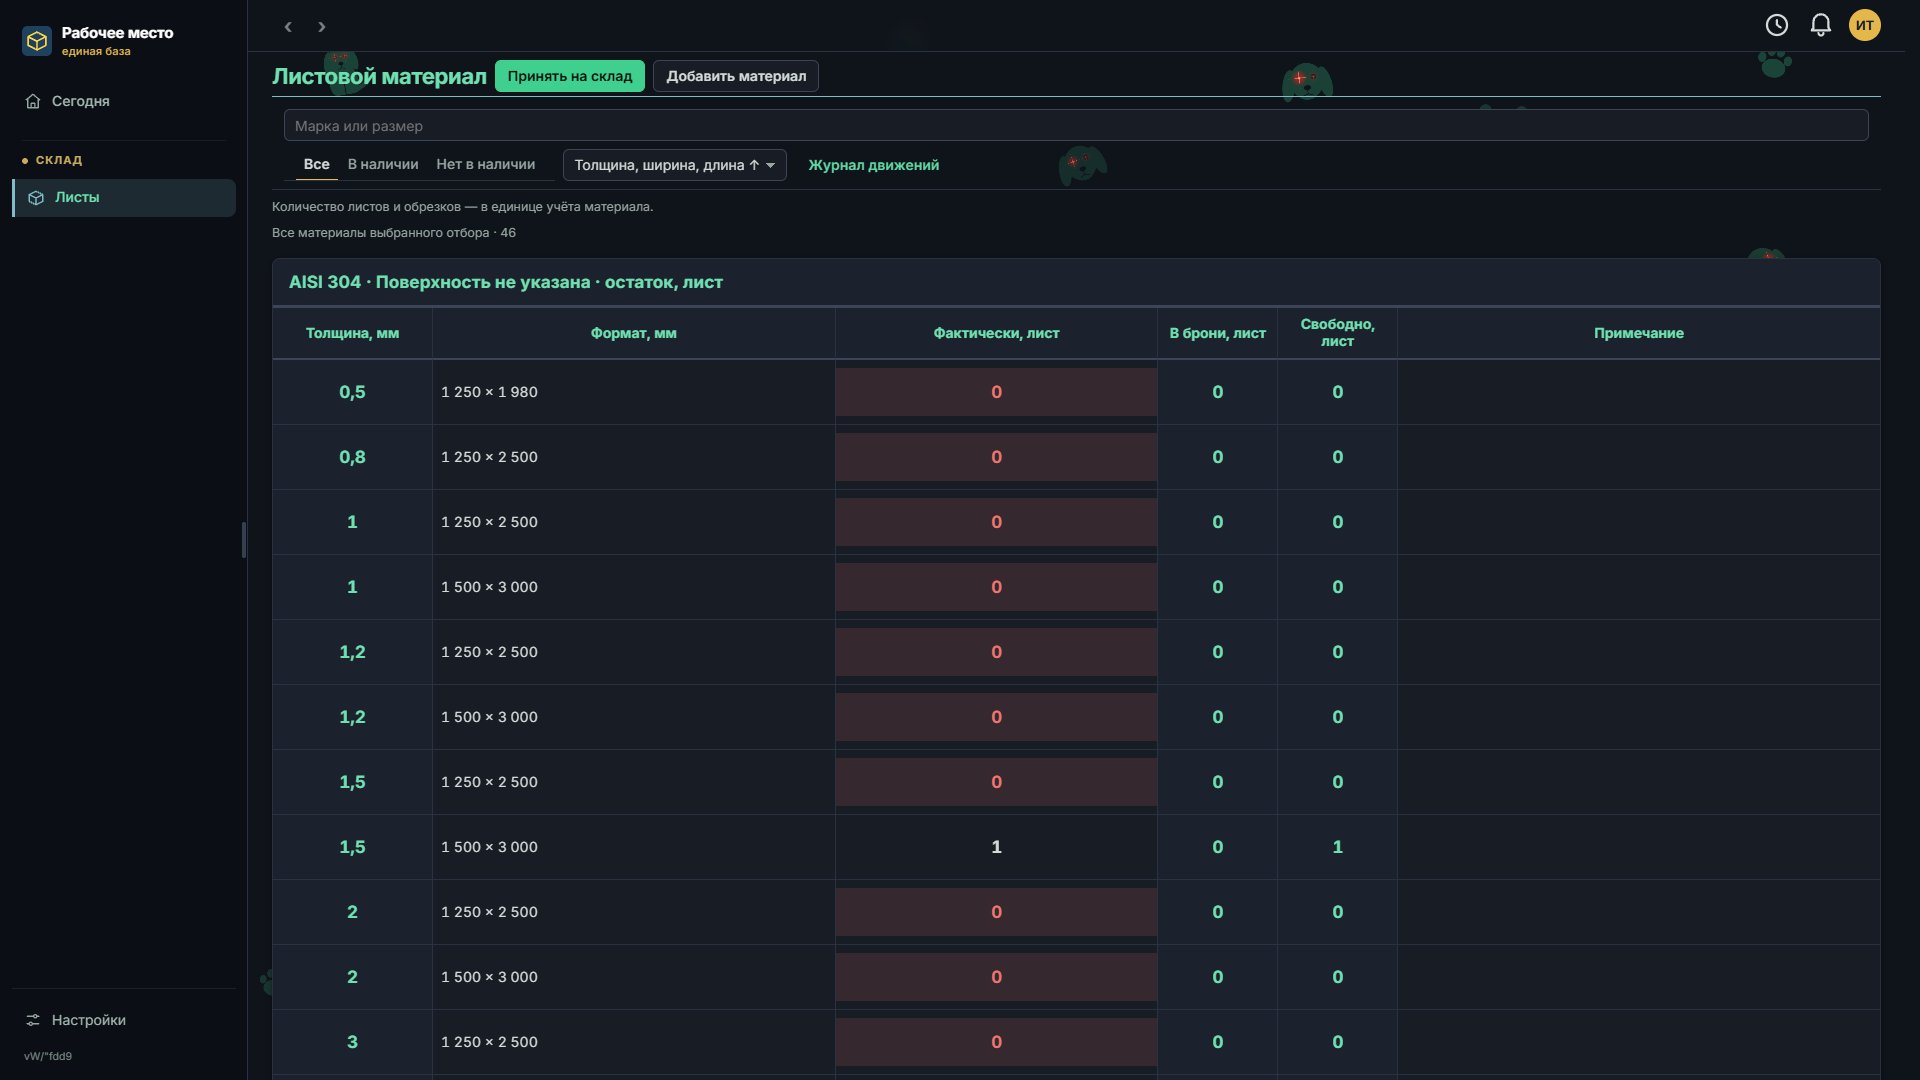 Рабочее место
единая база
Сегодня
СКЛАД
Листы
Настройки
vW/"fdd9
ИТ
Листовой материал
Принять на склад
Добавить материал
Марка или размер
Все
В наличии
Нет в наличии
Толщина, ширина, длина ↑
Журнал движений
Количество листов и обрезков — в единице учёта материала.
Все материалы выбранного отбора · 46
AISI 304 · Поверхность не указана · остаток, лист
Толщина, мм
Формат, мм
Фактически, лист
В брони, лист
Свободно,
лист
Примечание
0,5 1 250 × 1 980 0 0 0
0,8 1 250 × 2 500 0 0 0
1 1 250 × 2 500 0 0 0
1 1 500 × 3 000 0 0 0
1,2 1 250 × 2 500 0 0 0
1,2 1 500 × 3 000 0 0 0
1,5 1 250 × 2 500 0 0 0
1,5 1 500 × 3 000 1 0 1
2 1 250 × 2 500 0 0 0
2 1 500 × 3 000 0 0 0
3 1 250 × 2 500 0 0 0